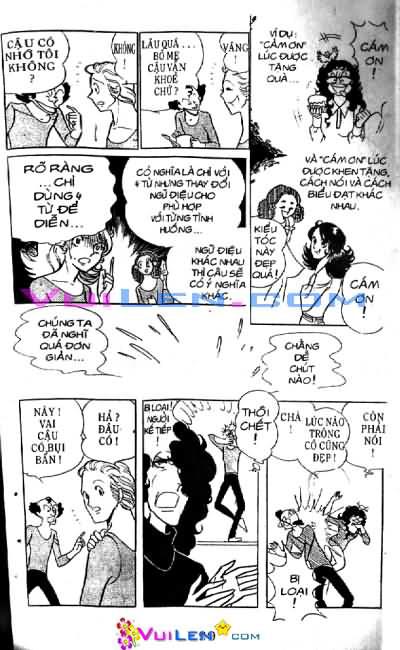 CẬU CÓ
NHỚ TÔI
KHÔNG
?
KHÔNG
!
LÂU QUÁ...
BỐ MẸ
CẬU VẪN
KHOẺ
CHỨ ?
VÂNG
!
VÍ DỤ:
"CẢM ƠN"
LÚC ĐƯỢC
TẶNG
QUÀ...
CẢM
ƠN !
VÀ "CẢM ƠN" LÚC
ĐƯỢC KHEN TẶNG,
CÁCH NÓI VÀ CÁCH
BIỂU ĐẠT KHÁC
NHAU.
KIỂU
TÓC
NÀY
ĐẸP
QUÁ !
CẢM
ƠN !
RÕ RÀNG
...CHỈ
DÙNG 4
TỪ ĐỂ
DIỄN...
CÓ NGHĨA LÀ CHỈ VỚI
4 TỪ NHƯNG THAY ĐỔI
NGỮ ĐIỆU CHO
PHÙ HỢP
VỚI TỪNG TÌNH
HUỐNG...
NGỮ ĐIỆU
KHÁC NHAU
THÌ CÂU SẼ
CÓ Ý NGHĨA
KHÁC.
VUILEN.COM
CHÚNG TA
ĐÃ NGHĨ
QUÁ ĐƠN
GIẢN...
CHẲNG
DỄ
CHÚT
NÀO !
NÀY !
VAI
CẬU
CÓ BỤI
BẨN !
HẢ ?
ĐÂU
CÓ !
BỊ LOẠI !
NGƯỜI
KẾ TIẾP
!
THÔI
CHẾT
!
CHÀ
!
LÚC NÀO
TRÔNG
CÔ CŨNG
ĐẸP !
CÒN
PHẢI
NÓI
!
BỊ
LOẠI
!
VUILEN.COM